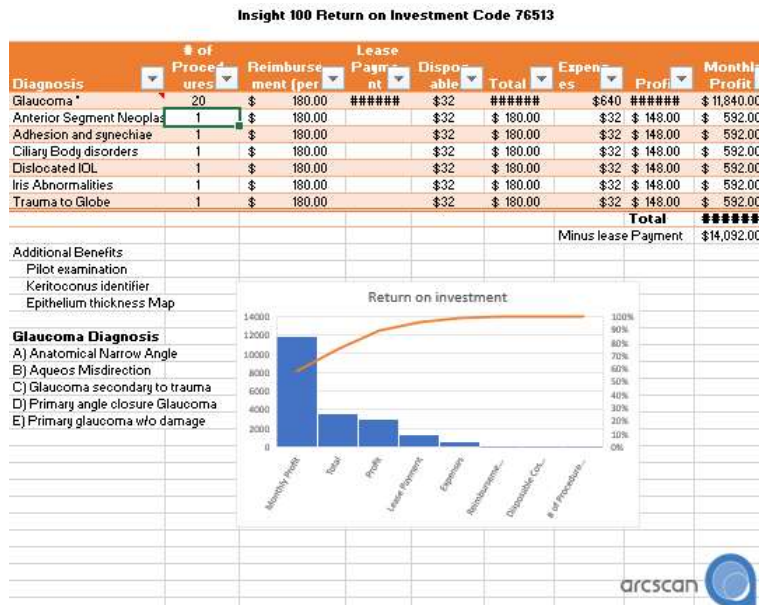 Insight 100 Return on Investment Code 76513
Diagnosis # of Procedures Reimbursement (per Lease Payment Disposable Total Expenses Profi Monthly Profit
Glaucoma * 20 $ 180.00 ###### $32 ###### $640 ###### $ 11,840.00
Anterior Segment Neoplas 1 $ 180.00 $32 $ 180.00 $32 $ 148.00 $ 592.00
Adhesion and synechiae 1 $ 180.00 $32 $ 180.00 $32 $ 148.00 $ 592.00
Ciliary Body disorders 1 $ 180.00 $32 $ 180.00 $32 $ 148.00 $ 592.00
Dislocated IOL 1 $ 180.00 $32 $ 180.00 $32 $ 148.00 $ 592.00
Iris Abnormalities 1 $ 180.00 $32 $ 180.00 $32 $ 148.00 $ 592.00
Trauma to Globe 1 $ 180.00 $32 $ 180.00 $32 $ 148.00 $ 592.00
Total ######
Minus lease Payment $14,092.00
Additional Benefits
Pilot examination
Keritoconus identifier
Epithelium thickness Map
Glaucoma Diagnosis
A) Anatomical Narrow Angle
B) Aqueos Misdirection
C) Glaucoma secondary to trauma
D) Primary angle closure Glaucoma
E) Primary glaucoma w/o damage
Return on investment
14000 100%
12000 90%
10000 80%
8000 70%
6000 60%
4000 50%
2000 40%
0 30%
20%
10%
0%
Monthly Profit
Total
Profit
Lease Payment
Expenses
Reimburseme...
Disposable Cos...
# of Procedure...
arcscan